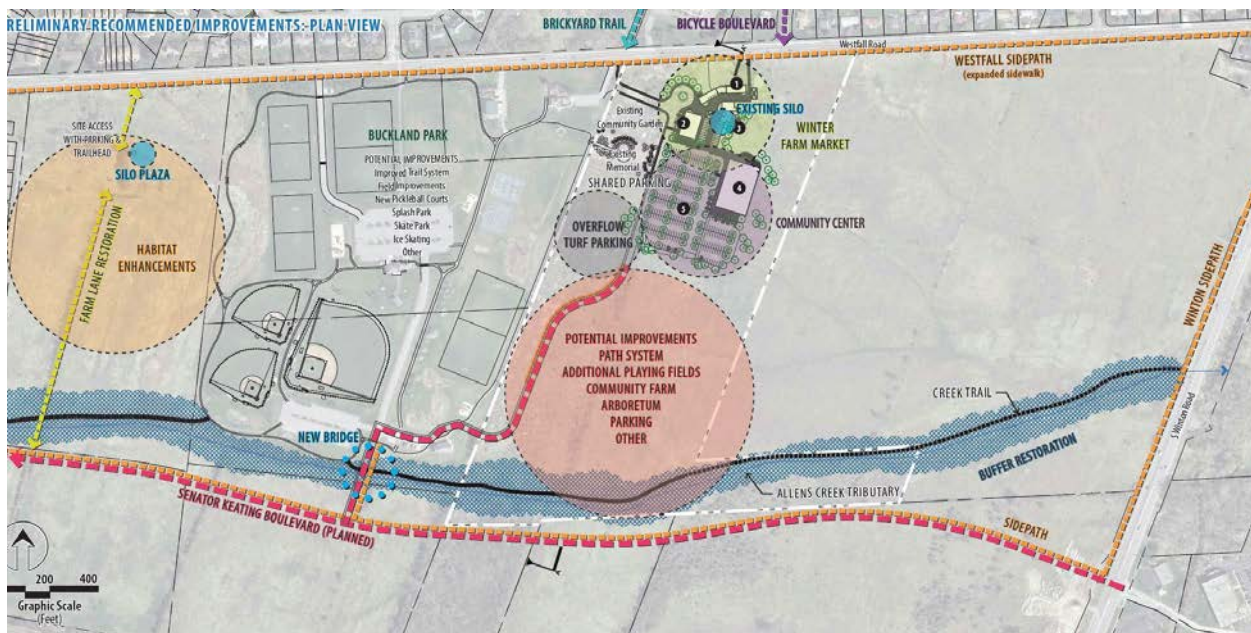 RELIMINARY RECOMMENDED IMPROVEMENTS: PLAN VIEW
BRICKYARD TRAIL
BICYCLE BOULEVARD
Westfall Road
WESTFALL SIDEPATH
(expanded sidewalk)
SITE ACCESS
WITH PARKING &
TRAILHEAD
SILO PLAZA
FARM LANE RESTORATION
HABITAT
ENHANCEMENTS
BUCKLAND PARK
POTENTIAL IMPROVEMENTS
Improved Trail System
Field Improvements
New Pickleball Courts
Splash Park
Skate Park
Ice Skating
Other
Existing
Community Garden
Existing
Memorial
SHARED PARKING
1
EXISTING SILO
2
3
WINTER
FARM MARKET
4
5
COMMUNITY CENTER
OVERFLOW
TURF PARKING
POTENTIAL IMPROVEMENTS
PATH SYSTEM
ADDITIONAL PLAYING FIELDS
COMMUNITY FARM
ARBORETUM
PARKING
OTHER
WINTON SIDEPATH
S Winton Road
CREEK TRAIL
BUFFER RESTORATION
ALLENS CREEK TRIBUTARY
NEW BRIDGE
SENATOR KEATING BOULEVARD (PLANNED)
SIDEPATH
200 400
Graphic Scale
(Feet)